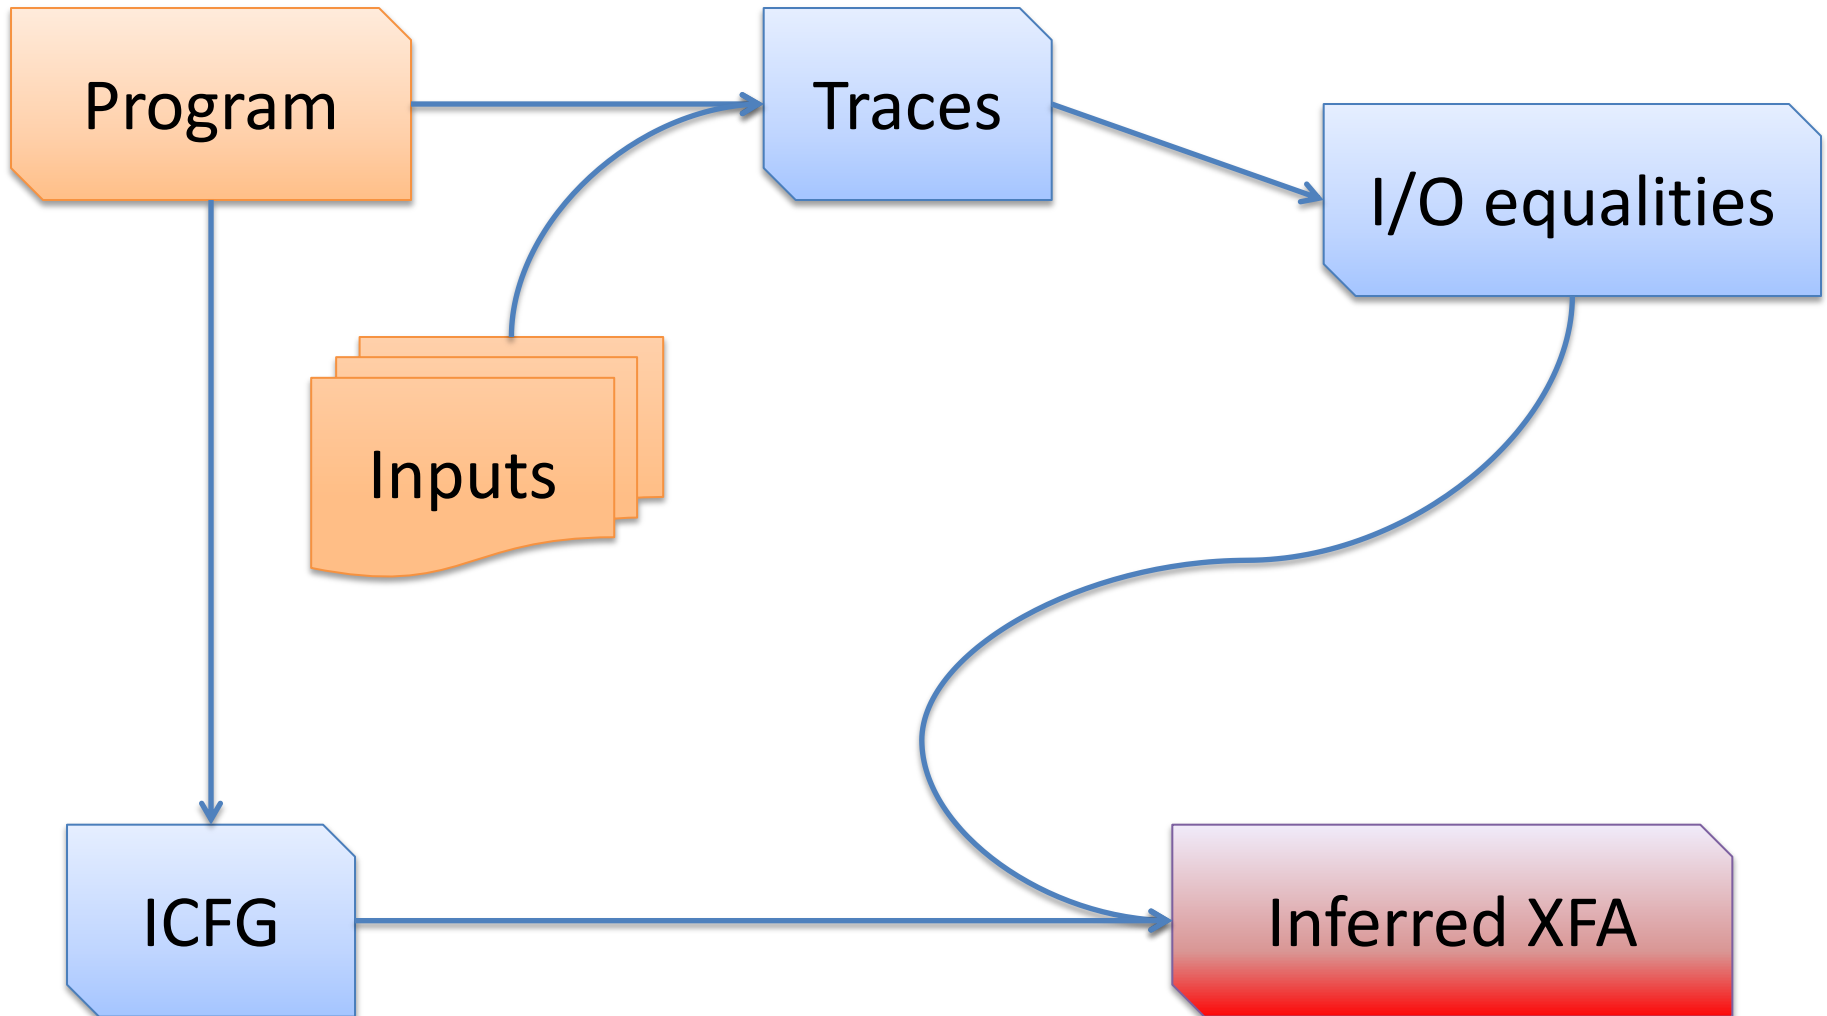 Program
Traces
I/O equalities
Inputs
ICFG
Inferred XFA